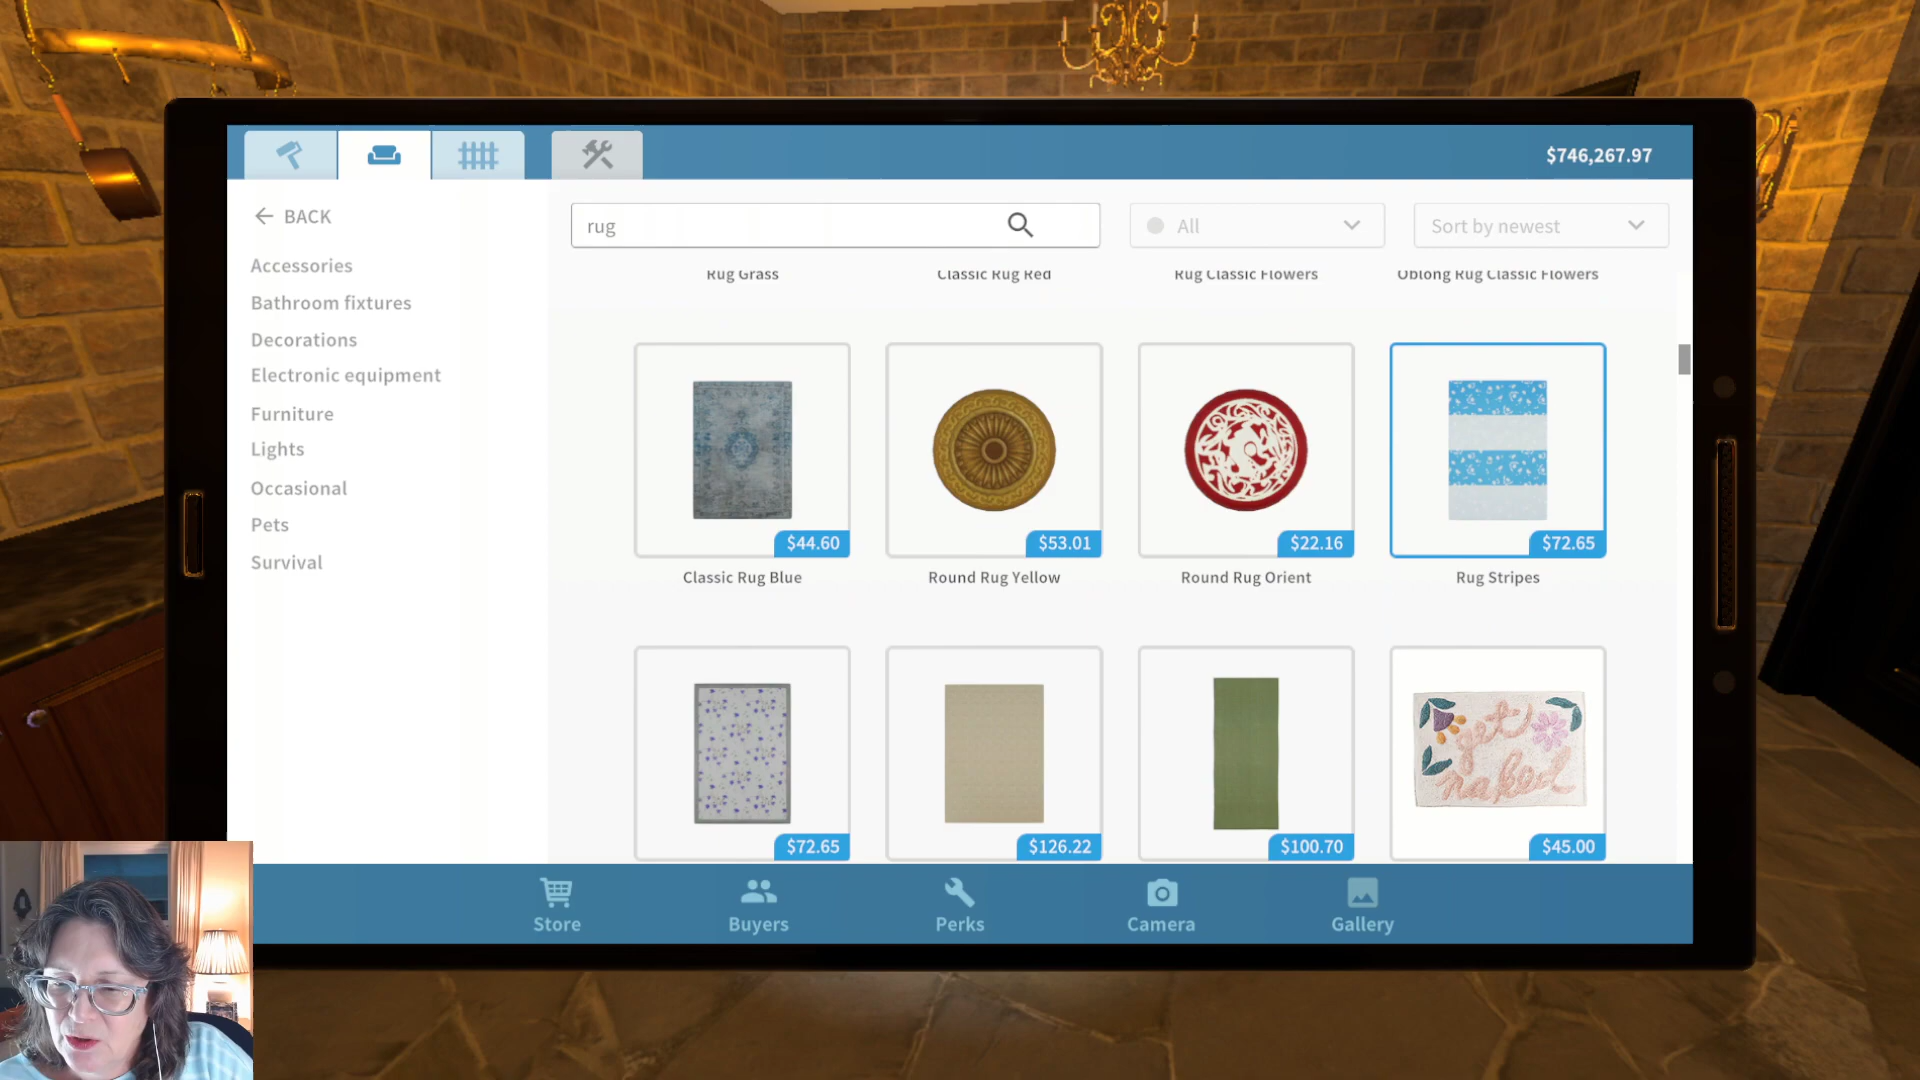 $746,267.97
BACK
rug
All
Sort by newest
Accessories
Bathroom fixtures
Decorations
Electronic equipment
Furniture
Lights
Occasional
Pets
Survival
Rug Grass
Classic Rug Red
Rug Classic Flowers
Oblong Rug Classic Flowers
$44.60
$53.01
$22.16
$72.65
Classic Rug Blue
Round Rug Yellow
Round Rug Orient
Rug Stripes
get
naked
$72.65
$126.22
$100.70
$45.00
Store
Buyers
Perks
Camera
Gallery